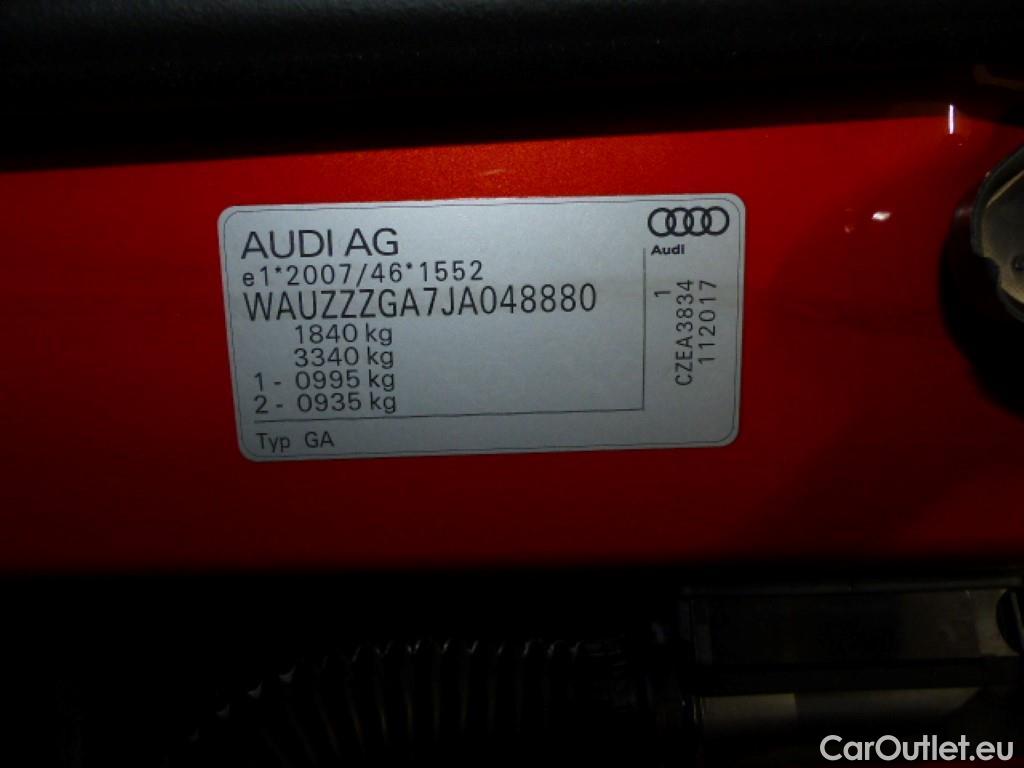 AUDI AG
e1*2007/46*1552
WAUZZZGA7JA048880
1840 kg
3340 kg
1 - 0995 kg
2 - 0935 kg
Typ GA
Audi
1
CZEA3834
112017
CarOutlet.eu